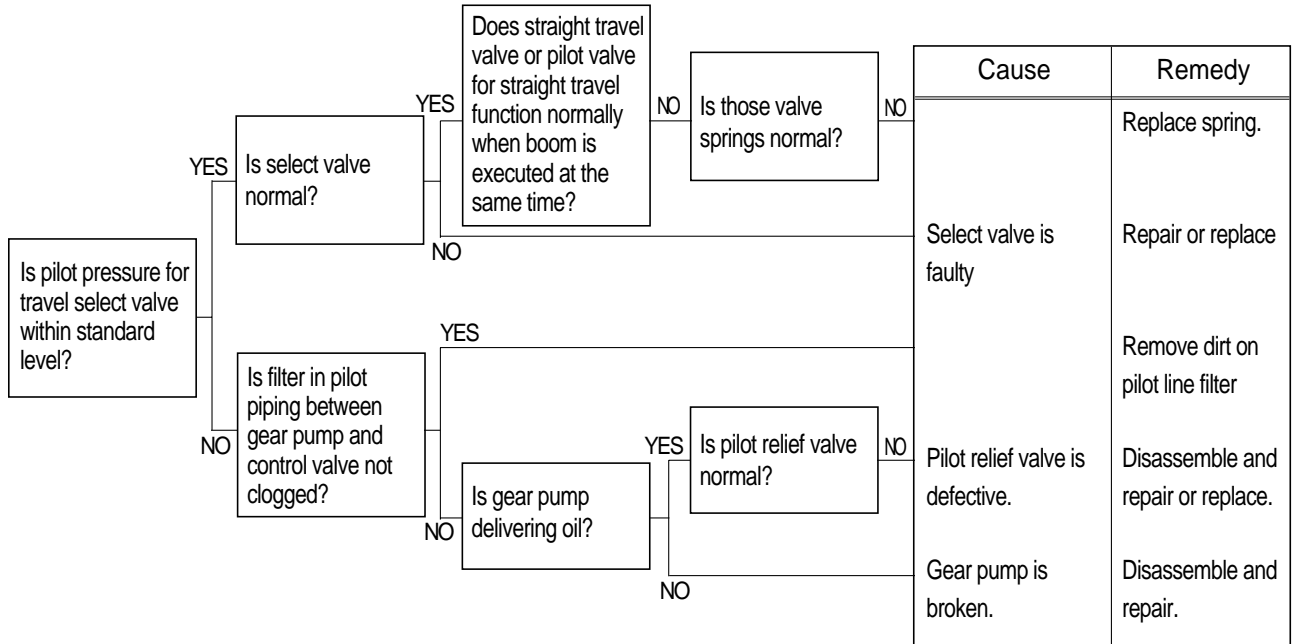 Does straight travel
valve or pilot valve
for straight travel
function normally
when boom is
executed at the
same time?
YES
NO
Is those valve
springs normal?
NO
Cause
Remedy
Replace spring.
YES
Is select valve
normal?
NO
Select valve is
faulty
Repair or replace
Is pilot pressure for
travel select valve
within standard
level?
YES
Remove dirt on
pilot line filter
NO
Is filter in pilot
piping between
gear pump and
control valve not
clogged?
NO
Is gear pump
delivering oil?
YES
Is pilot relief valve
normal?
NO
Pilot relief valve is
defective.
Disassemble and
repair or replace.
NO
Gear pump is
broken.
Disassemble and
repair.